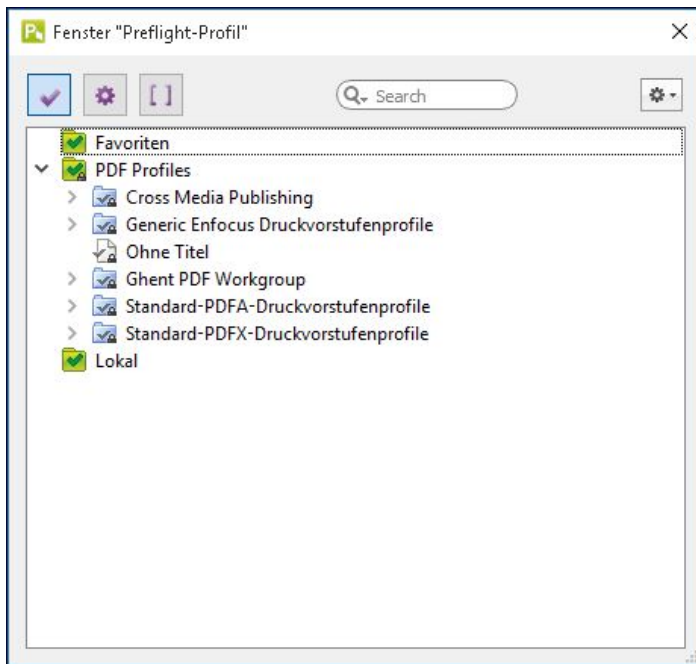 Fenster "Preflight-Profil"
Search
Favoriten
PDF Profiles
Cross Media Publishing
Generic Enfocus Druckvorstufenprofile
Ohne Titel
Ghent PDF Workgroup
Standard-PDFA-Druckvorstufenprofile
Standard-PDFX-Druckvorstufenprofile
Lokal